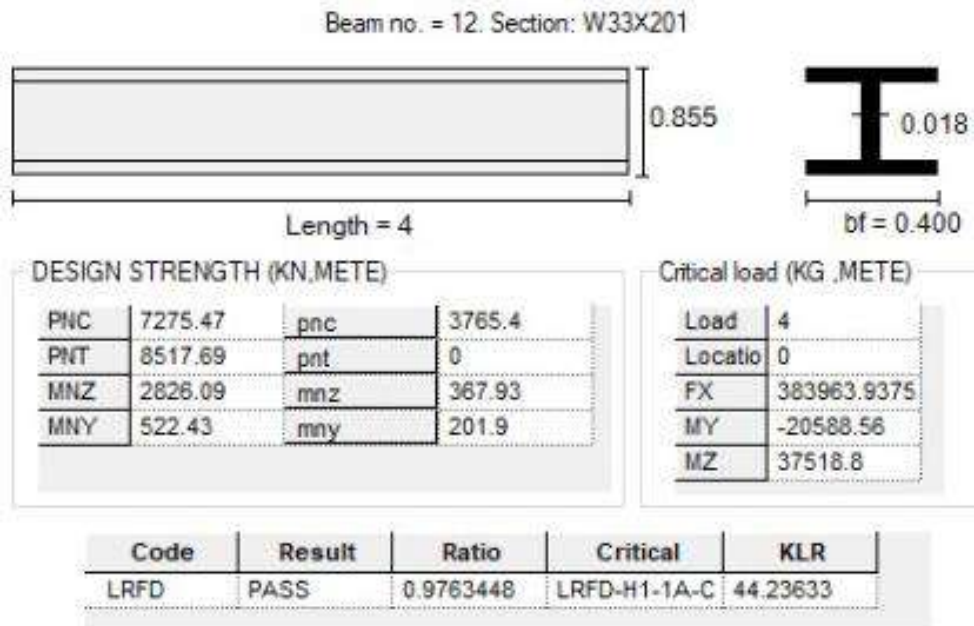 Beam no. = 12. Section: W33X201
0.855
0.018
Length = 4
bf = 0.400
DESIGN STRENGTH (KN,METE)
Critical load (KG ,METE)
PNC 7275.47 pnc 3765.4
PNT 8517.69 pnt 0
MNZ 2826.09 mnz 367.93
MNY 522.43 mny 201.9
Load 4
Locatio 0
FX 383963.9375
MY -20588.56
MZ 37518.8
Code Result Ratio Critical KLR
LRFD PASS 0.9763448 LRFD-H1-1A-C 44.23633